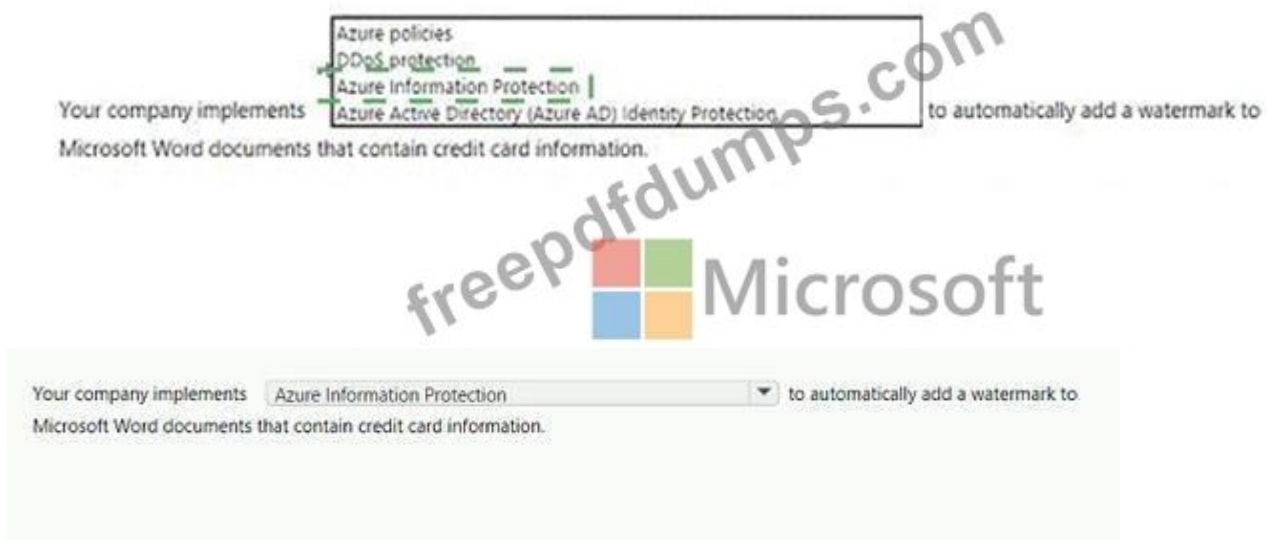 Azure policies
DDoS protection
Azure Information Protection
Your company implements Azure Active Directory (Azure AD) Identity Protection to automatically add a watermark to
Microsoft Word documents that contain credit card information.
freepdfdumps.com
Microsoft
Your company implements Azure Information Protection to automatically add a watermark to
Microsoft Word documents that contain credit card information.